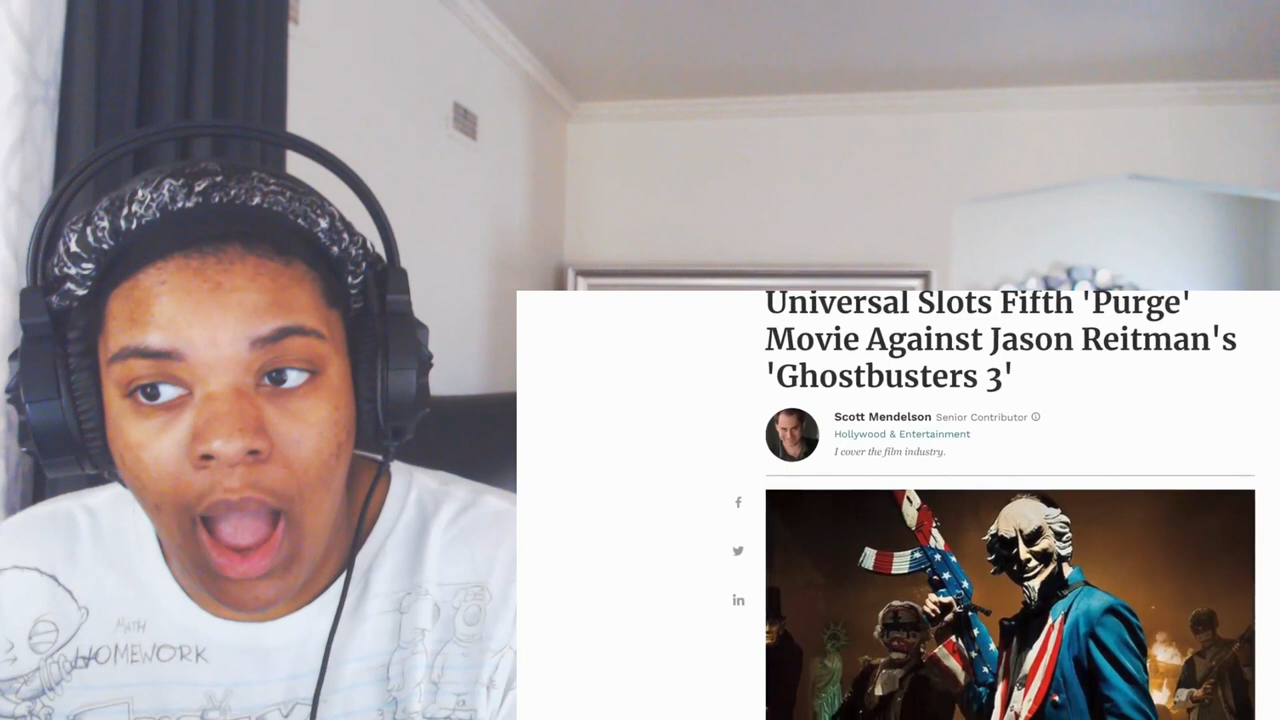 Universal Slots Fifth 'Purge'
Movie Against Jason Reitman's
'Ghostbusters 3'
Scott Mendelson Senior Contributor
Hollywood & Entertainment
I cover the film industry.
f
in
MATH
HOMEWORK